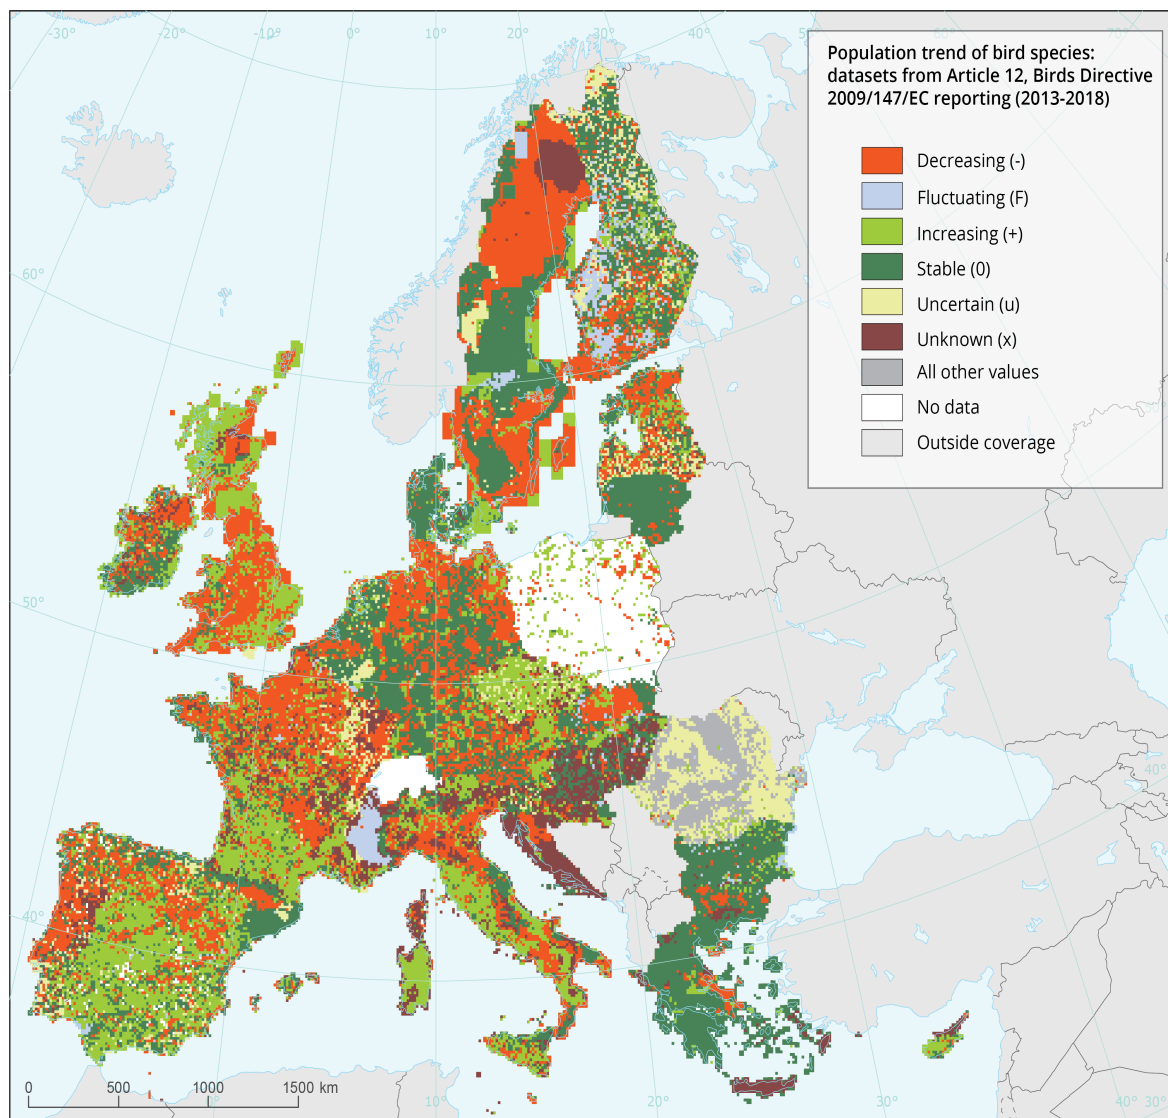 -30°
-20°
-10°
0°
10°
20°
30°
Population trend of bird species:
datasets from Article 12, Birds Directive
2009/147/EC reporting (2013-2018)
Decreasing (-)
Fluctuating (F)
Increasing (+)
Stable (0)
Uncertain (u)
Unknown (x)
All other values
No data
Outside coverage
60°
50°
40°
40°
0 500 1000 1500 km
0°
10°
20°
30°
40°